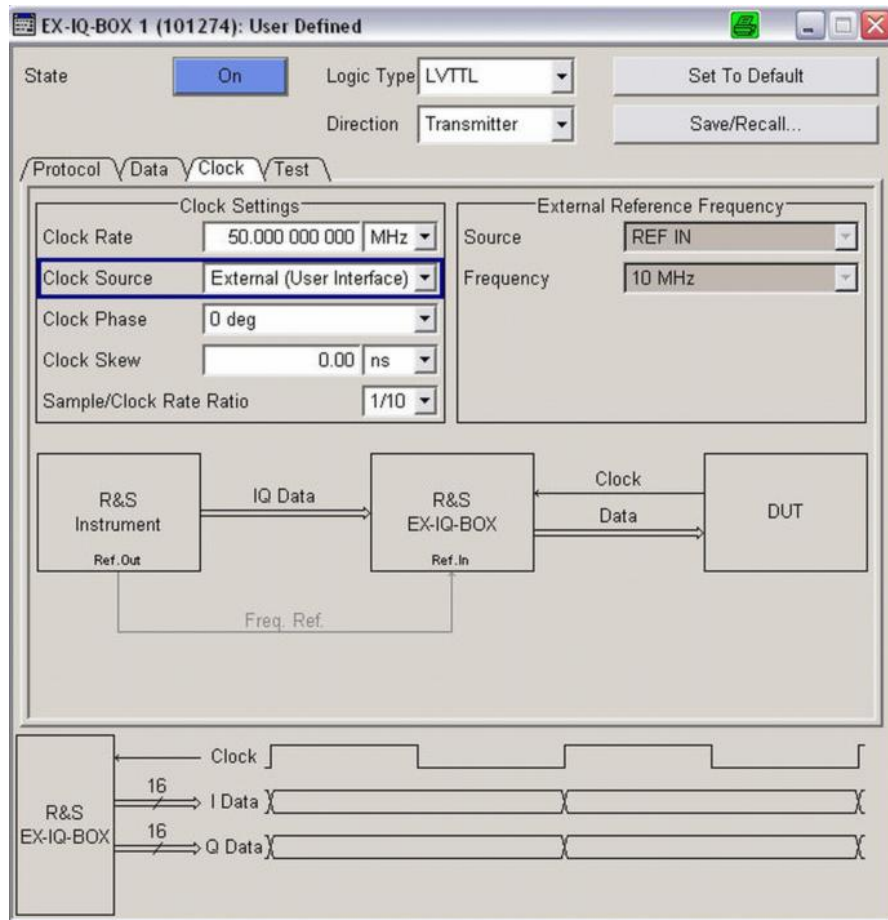 EX-IQ-BOX 1 (101274): User Defined
State On Logic Type LVTTL Set To Default
Direction Transmitter Save/Recall...
Protocol Data Clock Test
Clock Settings External Reference Frequency
Clock Rate 50.000 000 000 MHz Source REF IN
Clock Source External (User Interface) Frequency 10 MHz
Clock Phase 0 deg
Clock Skew 0.00 ns
Sample/Clock Rate Ratio 1/10
R&S
Instrument
Ref.Out
IQ Data
R&S
EX-IQ-BOX
Ref.In
Clock
Data
DUT
Freq. Ref.
R&S
EX-IQ-BOX
Clock
16 I Data
16 Q Data